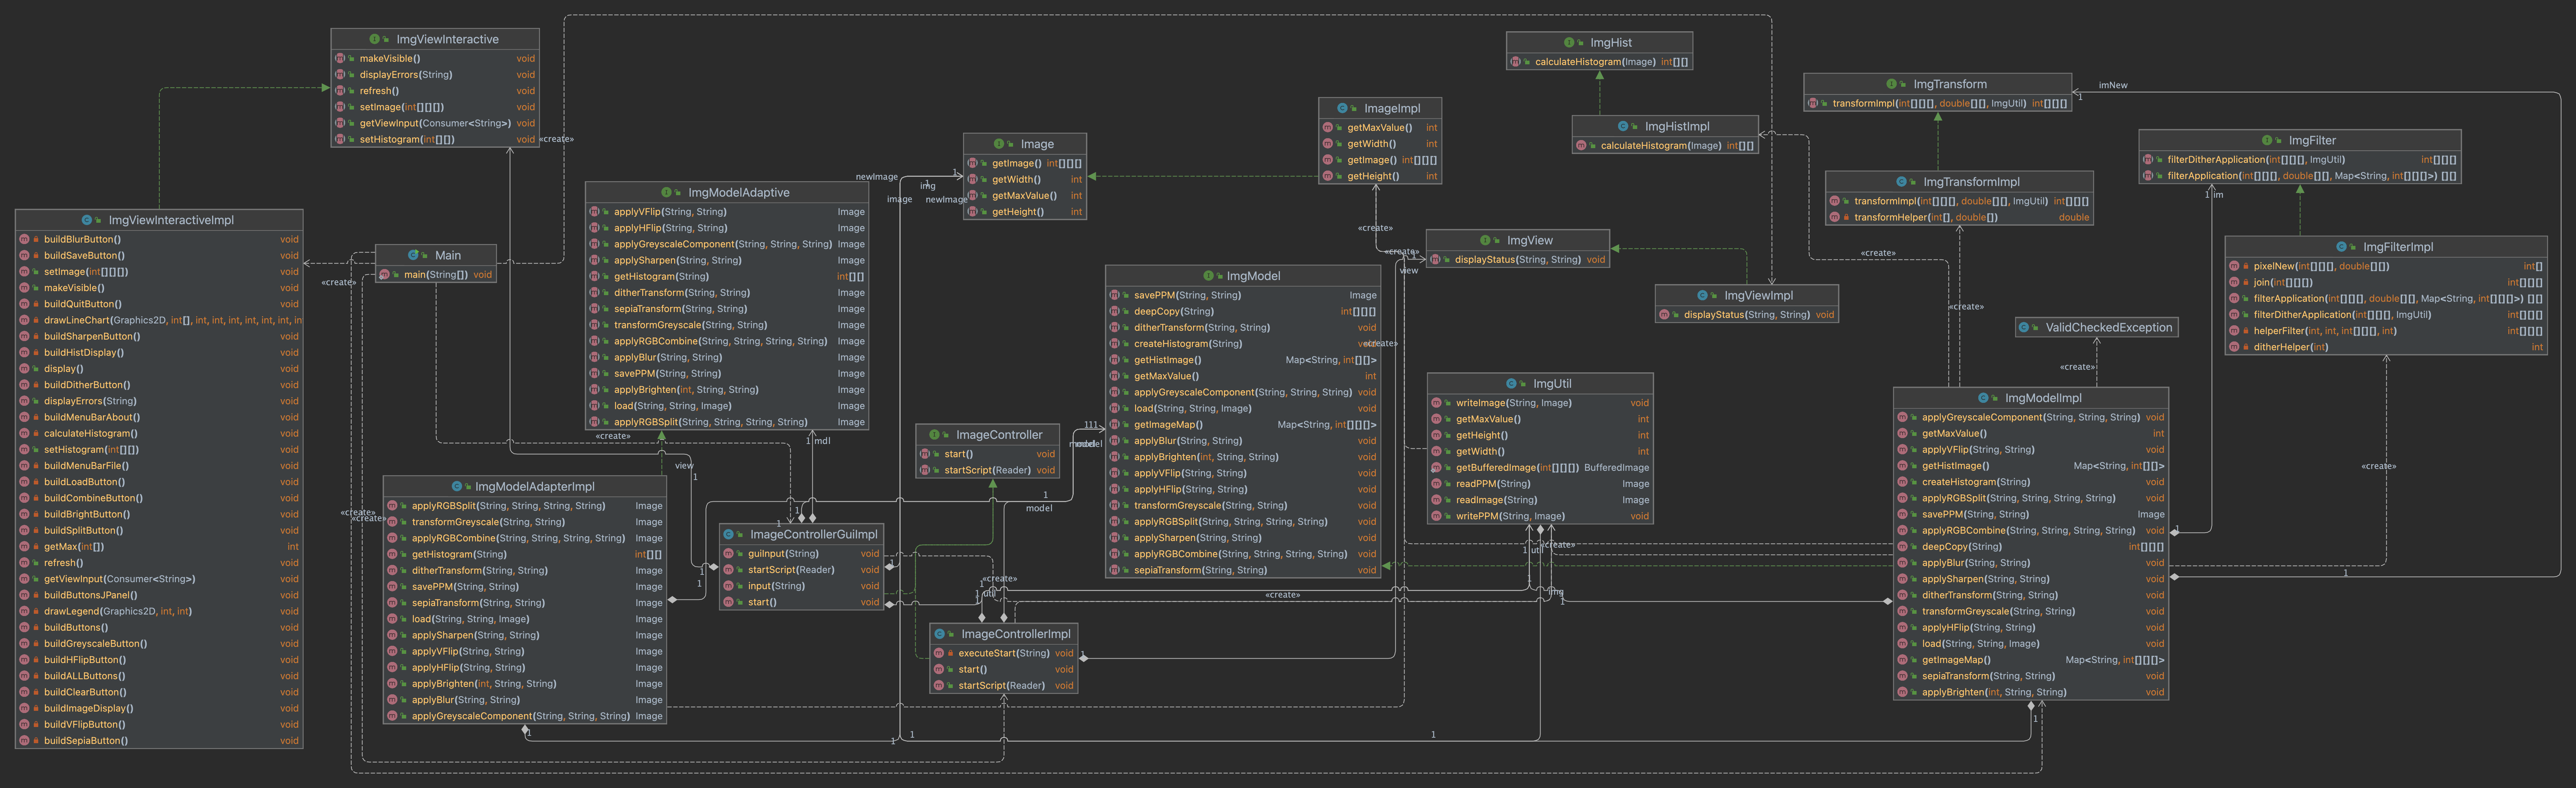 ImgViewInteractive
makeVisible() void
displayErrors(String) void
refresh() void
setImage(int[][][]) void
getViewInput(Consumer<String>) void
setHistogram(int[][]) void
«create»
ImgViewInteractiveImpl
buildBlurButton() void
buildSaveButton() void
setImage(int[][][]) void
makeVisible() void
buildQuitButton() void
drawLineChart(Graphics2D, int[], int, int, int, int, int, int, in
buildSharpenButton() void
buildHistDisplay() void
display() void
buildDitherButton() void
displayErrors(String) void
buildMenuBarAbout() void
calculateHistogram() void
setHistogram(int[][]) void
buildMenuBarFile() void
buildLoadButton() void
buildCombineButton() void
buildBrightButton() void
buildSplitButton() void
getMax(int[]) int
refresh() void
getViewInput(Consumer<String>) void
buildButtonsJPanel() void
drawLegend(Graphics2D, int, int) void
buildButtons() void
buildGreyscaleButton() void
buildHFlipButton() void
buildALLButtons() void
buildClearButton() void
buildImageDisplay() void
buildVFlipButton() void
buildSepiaButton() void
Main
main(String[]) void
«create»
«create»
«create»
ImgModelAdaptive
applyVFlip(String, String) Image
applyHFlip(String, String) Image
applyGreyscaleComponent(String, String, String) Image
applySharpen(String, String) Image
getHistogram(String) int[][]
ditherTransform(String, String) Image
sepiaTransform(String, String) Image
transformGreyscale(String, String) Image
applyRGBCombine(String, String, String, String) Image
applyBlur(String, String) Image
savePPM(String, String) Image
applyBrighten(int, String, String) Image
load(String, String, Image) Image
applyRGBSplit(String, String, String, String) Image
«create»
1 mdl
view
1
ImgModelAdapterImpl
applyRGBSplit(String, String, String, String) Image
transformGreyscale(String, String) Image
applyRGBCombine(String, String, String, String) Image
getHistogram(String) int[][]
ditherTransform(String, String) Image
savePPM(String, String) Image
sepiaTransform(String, String) Image
load(String, String, Image) Image
applySharpen(String, String) Image
applyVFlip(String, String) Image
applyHFlip(String, String) Image
applyBrighten(int, String, String) Image
applyBlur(String, String) Image
applyGreyscaleComponent(String, String, String) Image
ImageControllerGuiImpl
guiInput(String) void
startScript(Reader) void
input(String) void
start() void
Image
getImage() int[][][]
getWidth() int
getMaxValue() int
getHeight() int
newImage
img
image
newImage
ImageController
start() void
startScript(Reader) void
1
model
«create»
1 util
ImageControllerImpl
executeStart(String) void
start() void
startScript(Reader) void
ImageImpl
getMaxValue() int
getWidth() int
getImage() int[][][]
getHeight() int
«create»
«create»
view
ImgModel
savePPM(String, String) Image
deepCopy(String) int[][][]
ditherTransform(String, String) void
createHistogram(String) void
getHistImage() Map<String, int[][]>
getMaxValue() int
applyGreyscaleComponent(String, String, String) void
load(String, String, Image) void
getImageMap() Map<String, int[][][]>
applyBlur(String, String) void
applyBrighten(int, String, String) void
applyVFlip(String, String) void
applyHFlip(String, String) void
transformGreyscale(String, String) void
applyRGBSplit(String, String, String, String) void
applySharpen(String, String) void
applyRGBCombine(String, String, String, String) void
sepiaTransform(String, String) void
«create»
ImgHist
calculateHistogram(Image) int[][]
ImgHistImpl
calculateHistogram(Image) int[][]
ImgView
displayStatus(String, String) void
ImgViewImpl
displayStatus(String, String) void
ImgUtil
writeImage(String, Image) void
getMaxValue() int
getHeight() int
getWidth() int
getBufferedImage(int[][][]) BufferedImage
readPPM(String) Image
readImage(String) Image
writePPM(String, Image) void
1 util
«create»
«create»
img
1
ImgTransform
transformImpl(int[][][], double[][], ImgUtil) int[][][]
imNew
1
ImgTransformImpl
transformImpl(int[][][], double[][], ImgUtil) int[][][]
transformHelper(int[], double[]) double
«create»
«create»
ValidCheckedException
«create»
ImgFilter
filterDitherApplication(int[][][], ImgUtil) int[][][]
filterApplication(int[][][], double[][], Map<String, int[][][]>) [][]
1 im
ImgFilterImpl
pixelNew(int[][][], double[][]) int[]
join(int[][][]) int[][][]
filterApplication(int[][][], double[][], Map<String, int[][][]>) [][]
filterDitherApplication(int[][][], ImgUtil) int[][][]
helperFilter(int, int, int[][][], int) int[][][]
ditherHelper(int) int
«create»
ImgModelImpl
applyGreyscaleComponent(String, String, String) void
getMaxValue() int
applyVFlip(String, String) void
getHistImage() Map<String, int[][]>
createHistogram(String) void
applyRGBSplit(String, String, String, String) void
savePPM(String, String) Image
applyRGBCombine(String, String, String, String) void
deepCopy(String) int[][][]
applyBlur(String, String) void
applySharpen(String, String) void
ditherTransform(String, String) void
transformGreyscale(String, String) void
applyHFlip(String, String) void
load(String, String, Image) void
getImageMap() Map<String, int[][][]>
sepiaTransform(String, String) void
applyBrighten(int, String, String) void